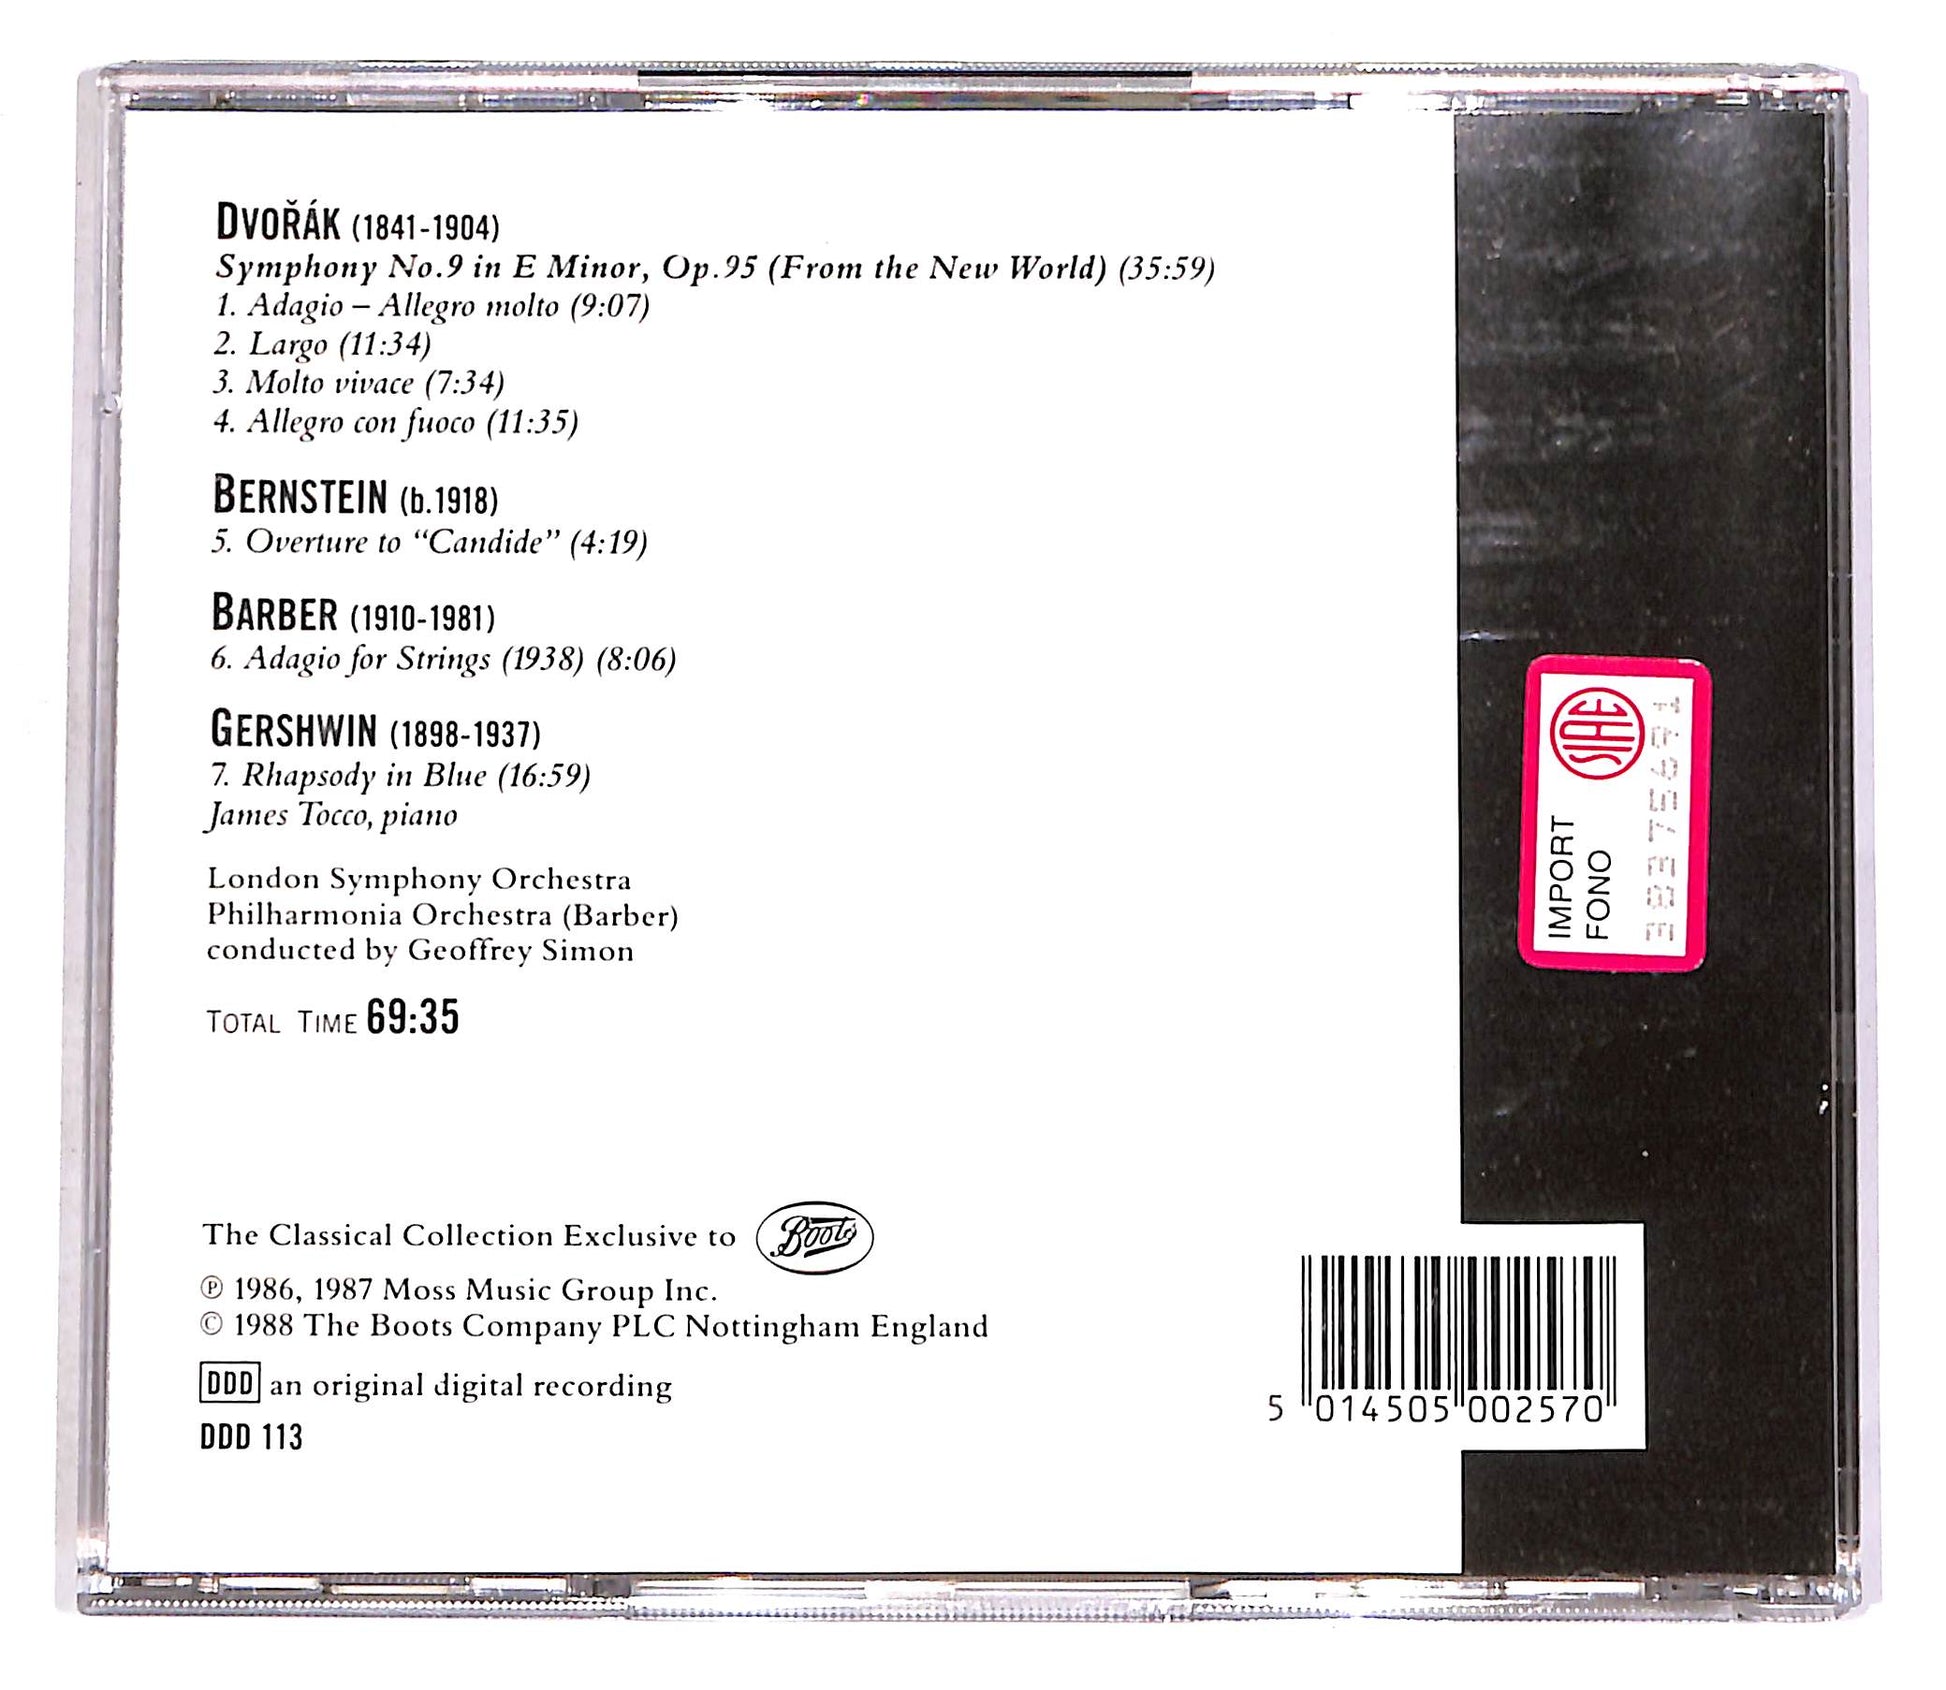 DVOŘÁK (1841-1904)
Symphony No.9 in E Minor, Op.95 (From the New World) (35:59)
1. Adagio – Allegro molto (9:07)
2. Largo (11:34)
3. Molto vivace (7:34)
4. Allegro con fuoco (11:35)
BERNSTEIN (b.1918)
5. Overture to “Candide” (4:19)
BARBER (1910-1981)
6. Adagio for Strings (1938) (8:06)
GERSHWIN (1898-1937)
7. Rhapsody in Blue (16:59)
James Tocco, piano
London Symphony Orchestra
Philharmonia Orchestra (Barber)
conducted by Geoffrey Simon
TOTAL TIME 69:35
The Classical Collection Exclusive to Boots
℗ 1986, 1987 Moss Music Group Inc.
© 1988 The Boots Company PLC Nottingham England
DDD an original digital recording
DDD 113
5 014505 002570
SIAE
IMPORT
FONO